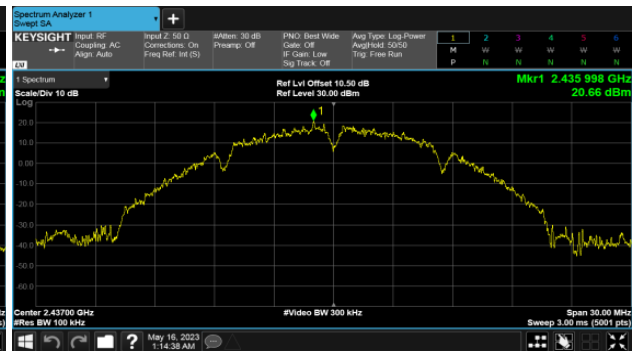 Spectrum Analyzer 1
Swept SA
+
KEYSIGHT
Input: RF
Coupling: AC
Align: Auto
Input Z: 50 Ω
Corrections: On
Freq Ref: Int (S)
#Atten: 30 dB
Preamp: Off
PNO: Best Wide
Gate: Off
IF Gain: Low
Sig Track: Off
Avg Type: Log-Power
Avg|Hold: 50/50
Trig: Free Run
1 2 3 4 5 6
M W W W W W
P N N N N N
LXI
1 Spectrum
Scale/Div 10 dB
Ref Lvl Offset 10.50 dB
Ref Level 30.00 dBm
Mkr1 2.435 998 GHz
20.66 dBm
Log
1
20.0
10.0
0.00
-10.0
-20.0
-30.0
-40.0
-50.0
-60.0
Center 2.43700 GHz
#Res BW 100 kHz
#Video BW 300 kHz
Span 30.00 MHz
Sweep 3.00 ms (5001 pts)
?
May 16, 2023
1:14:38 AM